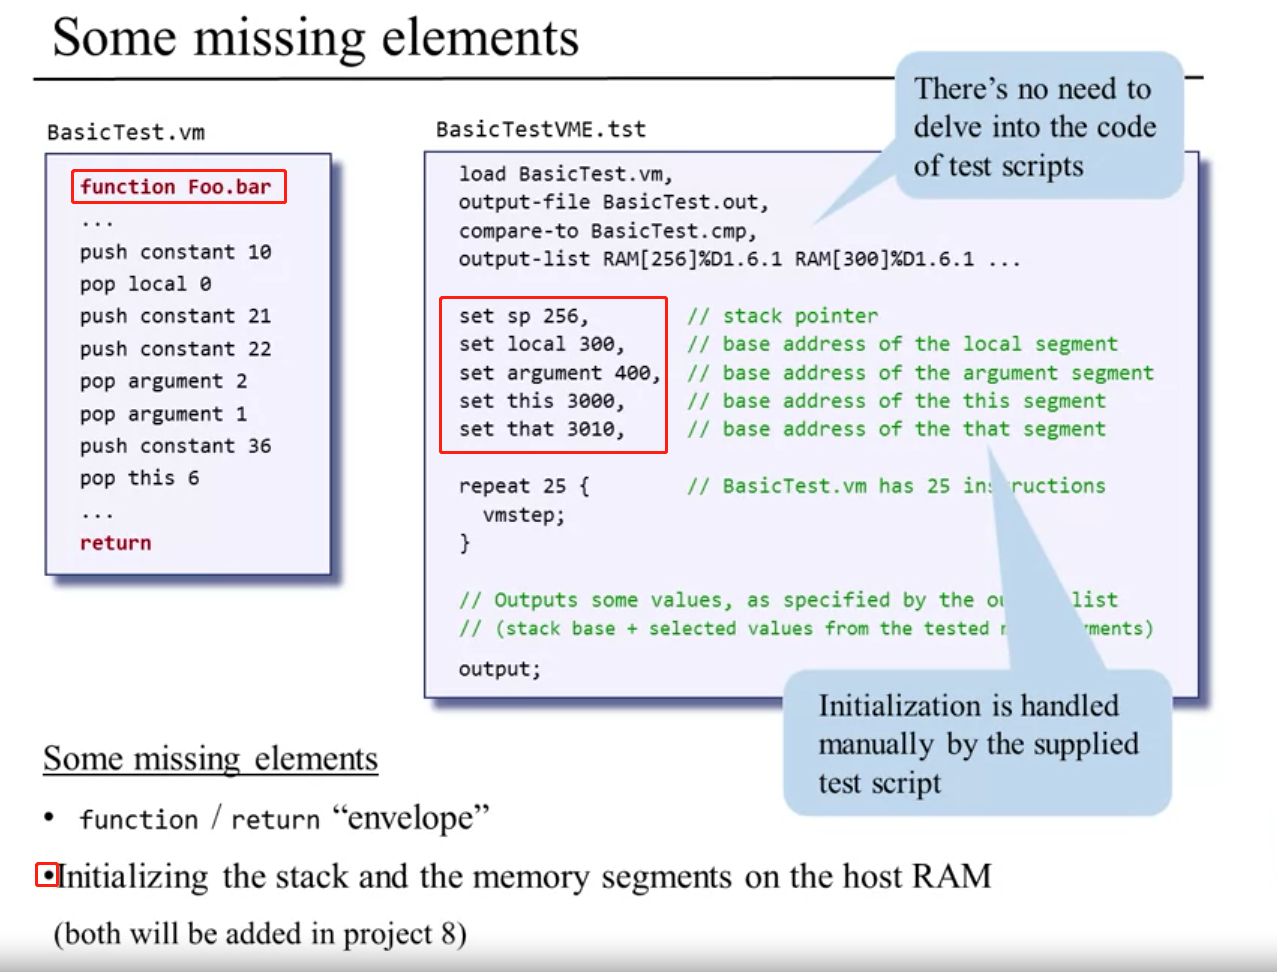 Some missing elements
There's no need to
delve into the code
of test scripts
BasicTest.vm
function Foo.bar
...
push constant 10
pop local 0
push constant 21
push constant 22
pop argument 2
pop argument 1
push constant 36
pop this 6
...
return
BasicTestVME.tst
load BasicTest.vm,
output-file BasicTest.out,
compare-to BasicTest.cmp,
output-list RAM[256]%D1.6.1 RAM[300]%D1.6.1 ...
set sp 256, // stack pointer
set local 300, // base address of the local segment
set argument 400, // base address of the argument segment
set this 3000, // base address of the this segment
set that 3010, // base address of the that segment
repeat 25 { // BasicTest.vm has 25 instructions
vmstep;
}
// Outputs some values, as specified by the list
// (stack base + selected values from the tested
output;
Initialization is handled
manually by the supplied
test script
Some missing elements
• function / return “envelope”
•Initializing the stack and the memory segments on the host RAM
(both will be added in project 8)